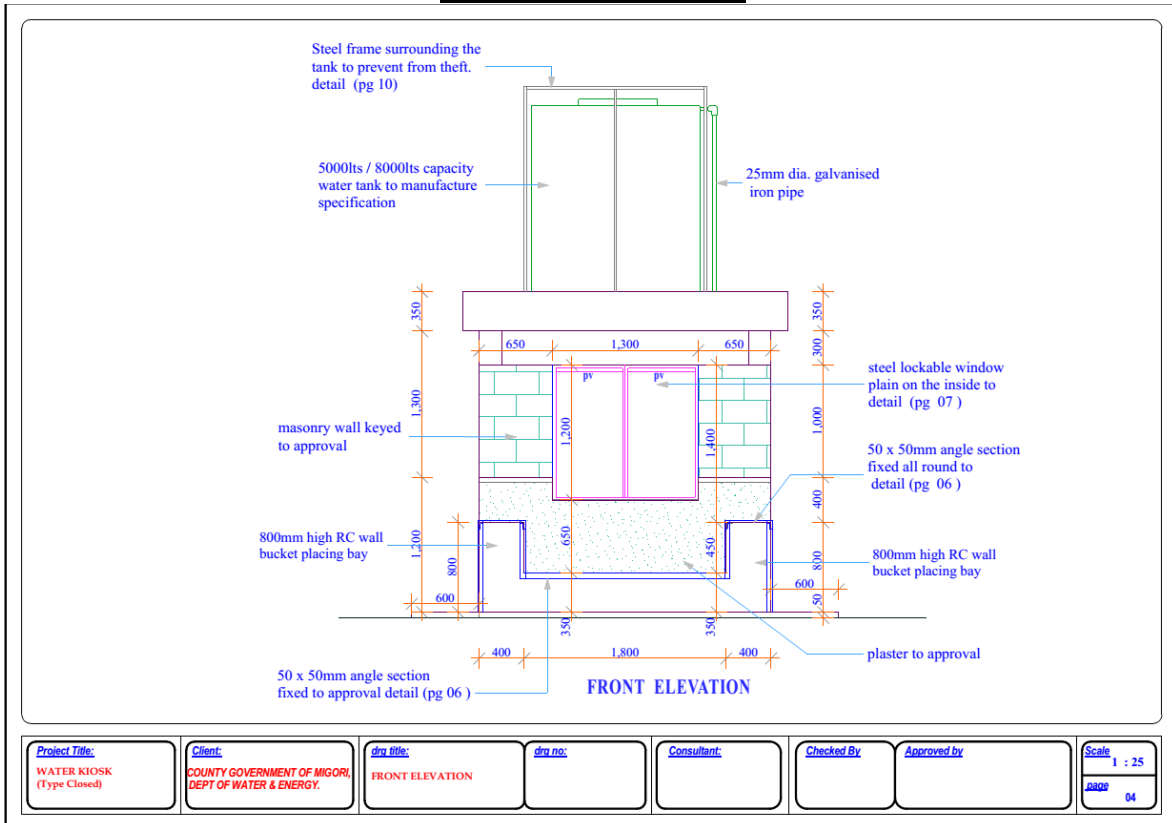 Steel frame surrounding the
tank to prevent from theft.
detail (pg 10)
5000lts / 8000lts capacity
water tank to manufacture
specification
25mm dia. galvanised
iron pipe
350
350
650
1,300
650
300
pv
pv
steel lockable window
plain on the inside to
detail (pg 07 )
1,300
1,200
1,400
1,000
masonry wall keyed
to approval
50 x 50mm angle section
fixed all round to
detail (pg 06 )
400
800mm high RC wall
bucket placing bay
1,200
800
650
450
800
800mm high RC wall
bucket placing bay
600
600
50
350
350
400
1,800
400
plaster to approval
50 x 50mm angle section
fixed to approval detail (pg 06 )
FRONT ELEVATION
Project Title:
WATER KIOSK
(Type Closed)
Client:
COUNTY GOVERNMENT OF MIGORI,
DEPT OF WATER & ENERGY.
drg title:
FRONT ELEVATION
drg no:
Consultant:
Checked By
Approved by
Scale
1 : 25
page
04